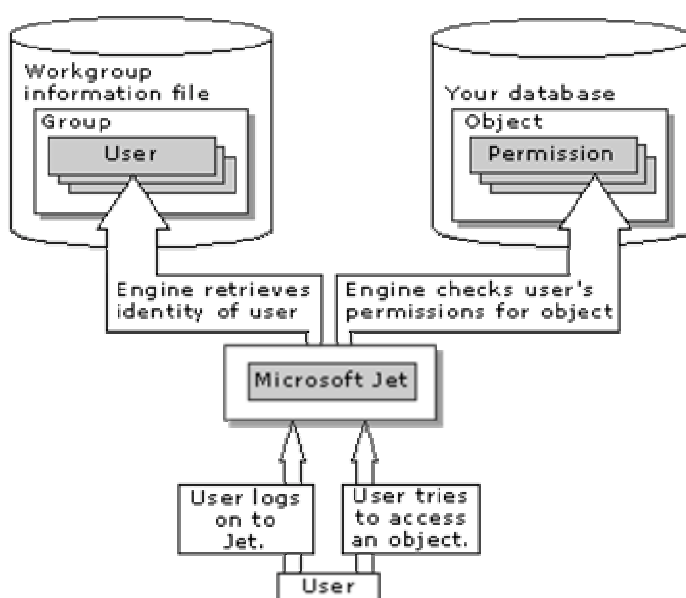 Workgroup
information file
Group
User
Your database
Object
Permission
Engine retrieves
identity of user
Engine checks user's
permissions for object
Microsoft Jet
User logs
on to
Jet.
User tries
to access
an object.
User